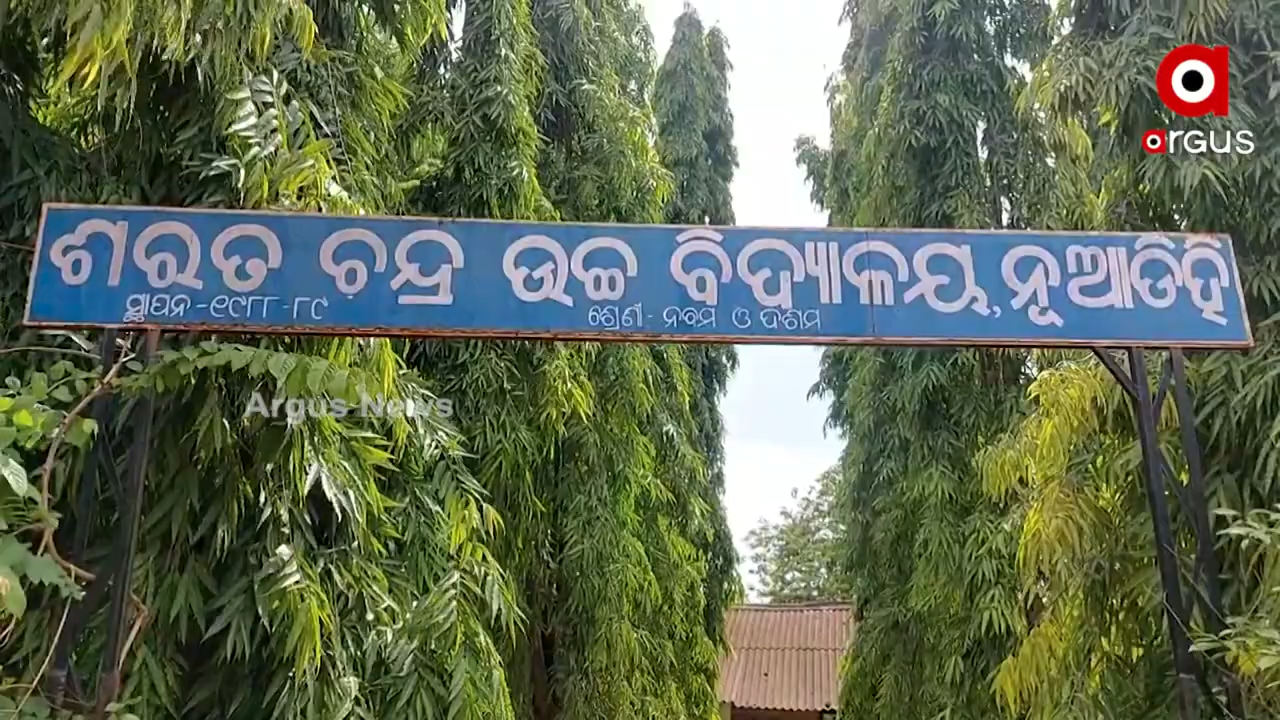 argus
ଶରତ ଚନ୍ଦ୍ର ଉଚ୍ଚ ବିଦ୍ୟାଳୟ, ନୂଆଡିହି
ସ୍ଥାପନ - ୧୯୮୮ - ୮୯ ଶ୍ରେଣୀ - ନବମ ଓ ଦଶମ
Argus News